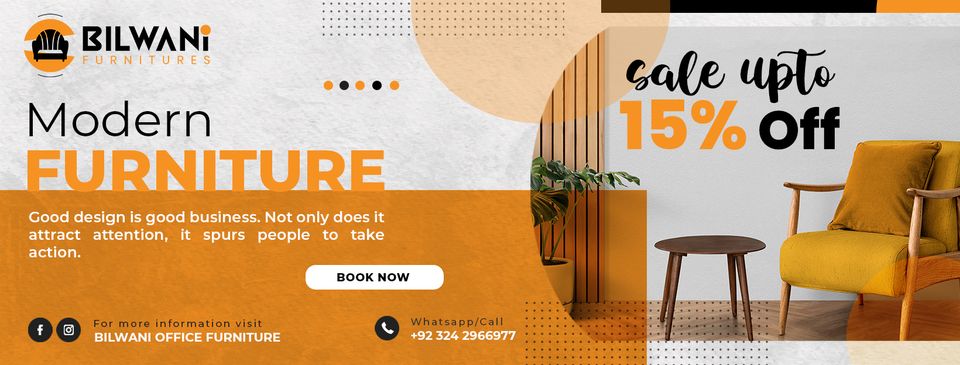 BILWANi
FURNITURES
Modern
FURNITURE
Good design is good business. Not only does it
attract attention, it spurs people to take
action.
BOOK NOW
For more information visit
BILWANI OFFICE FURNITURE
Whatsapp/Call
+92 324 2966977
sale upto
15% Off